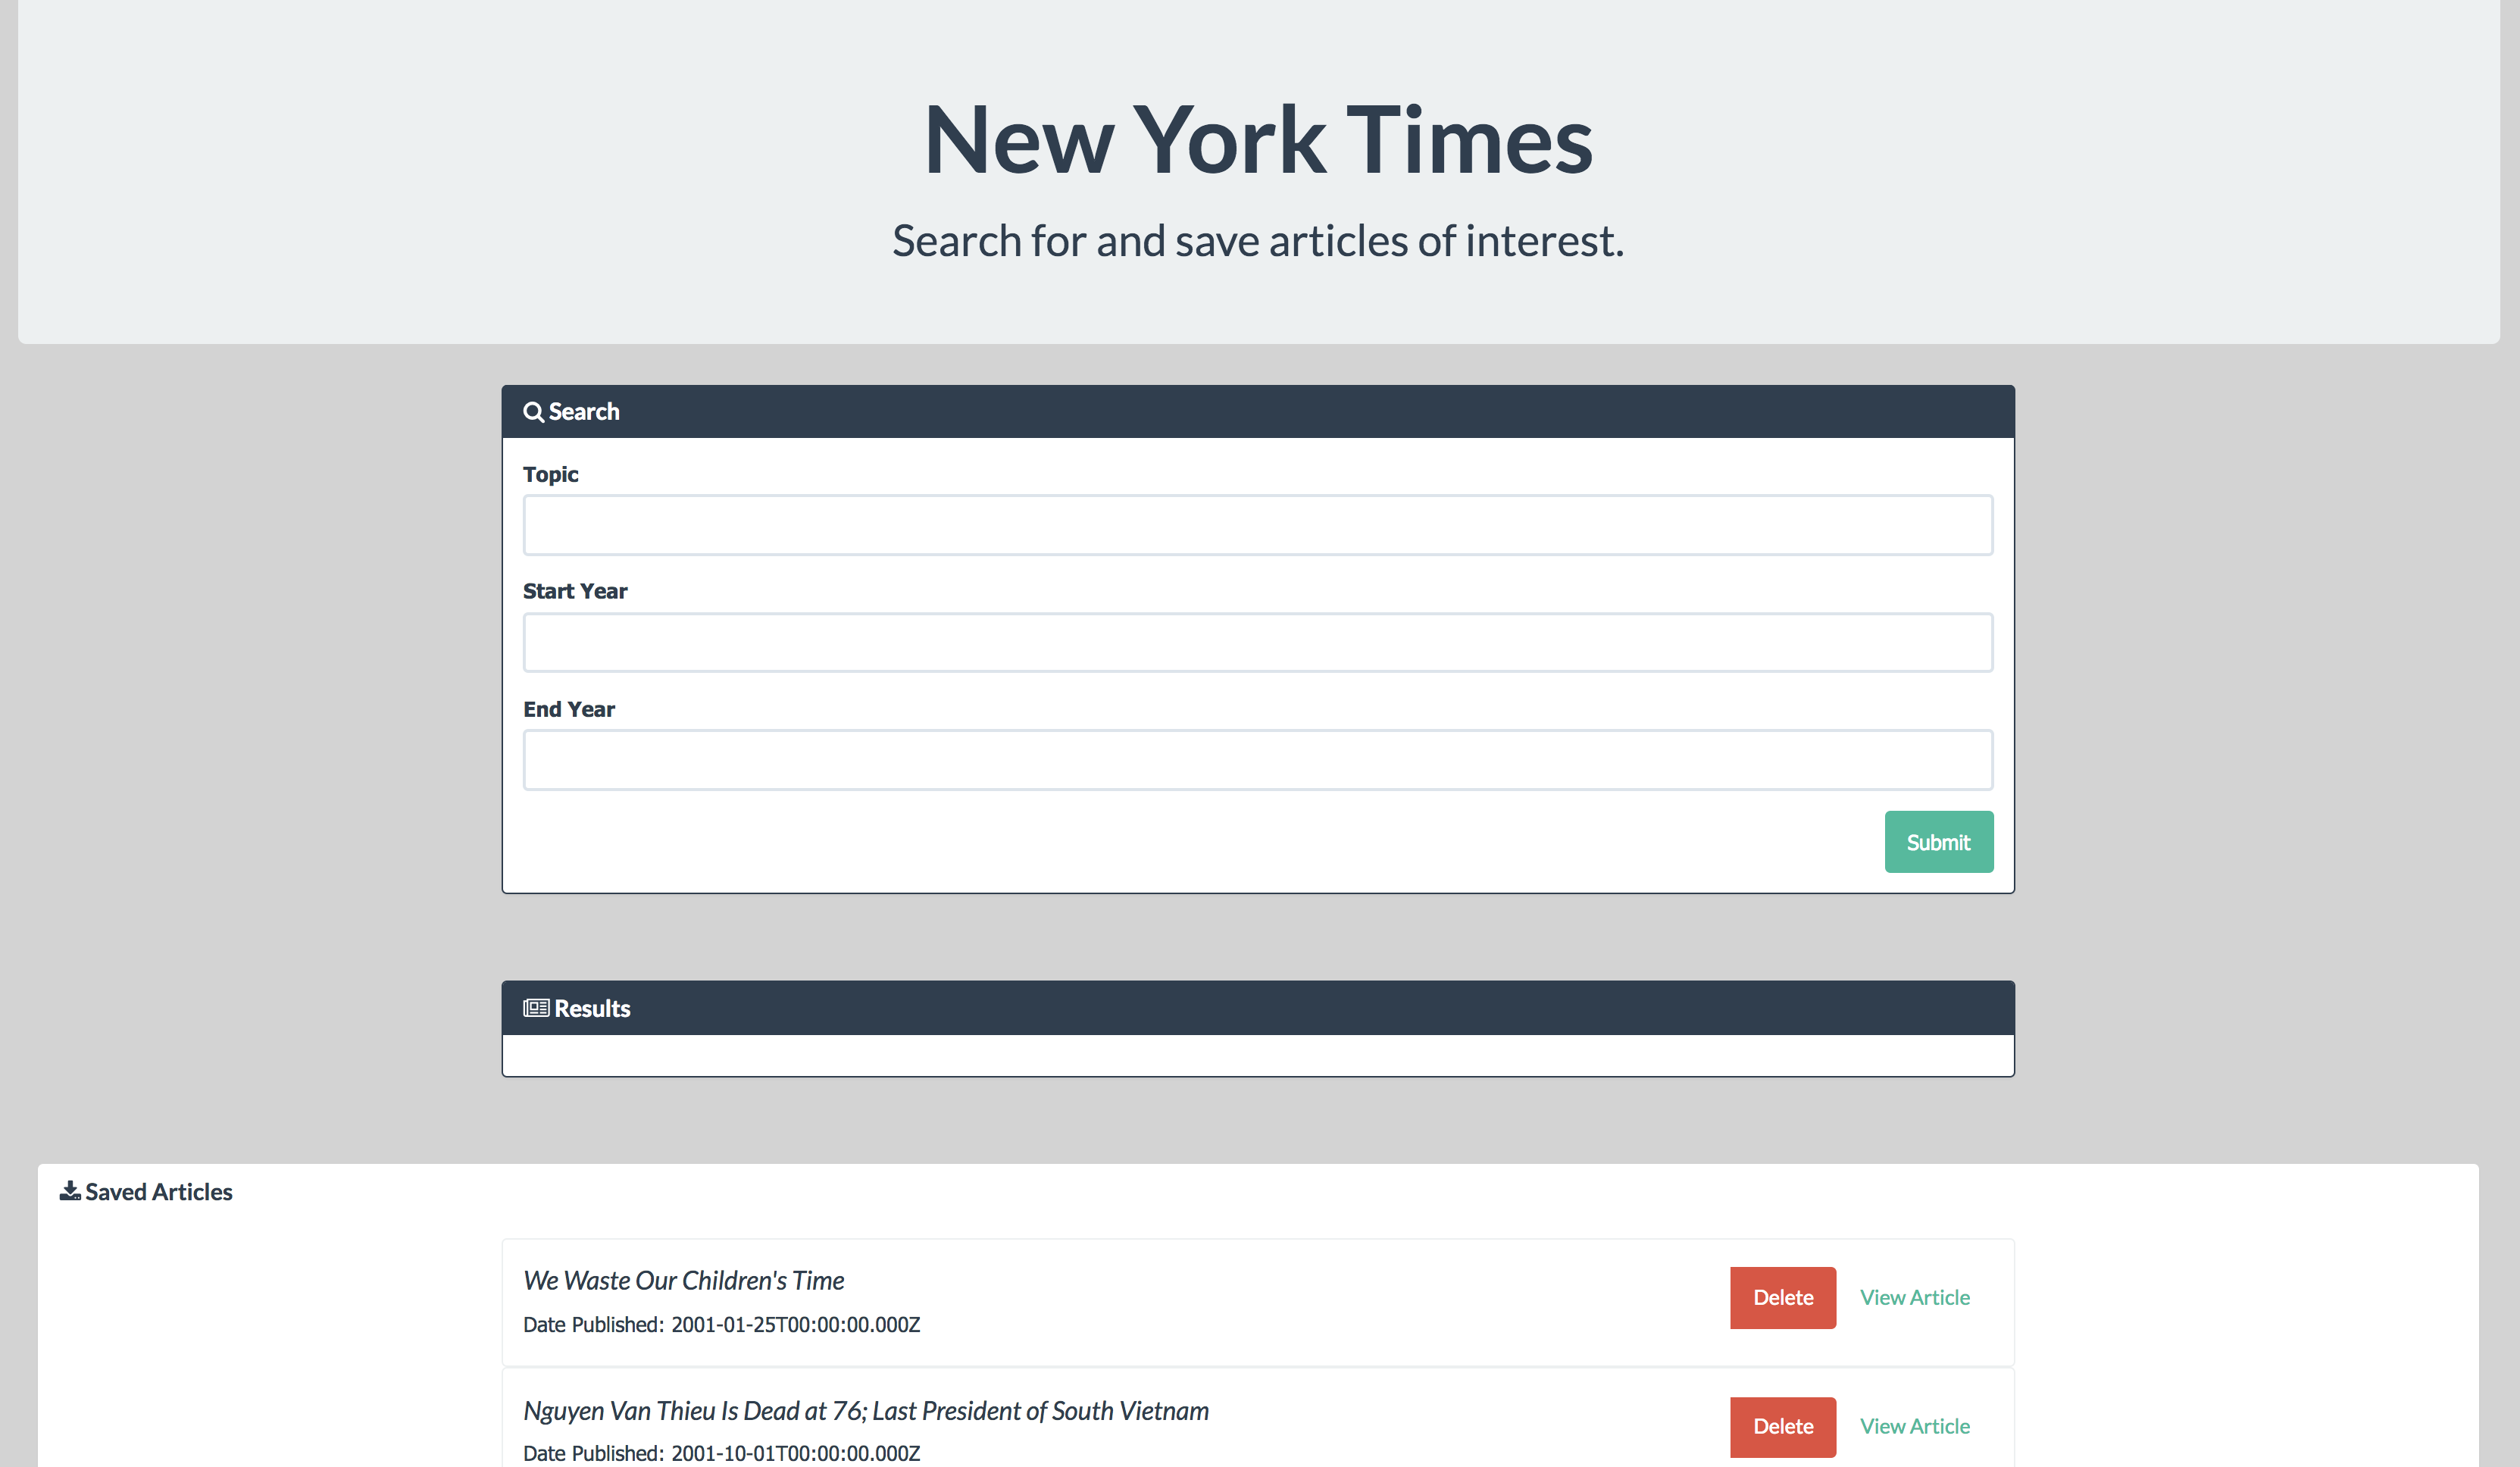 New York Times
Search for and save articles of interest.
Search
Topic
Start Year
End Year
Submit
Results
Saved Articles
We Waste Our Children's Time
Date Published: 2001-01-25T00:00:00.000Z
Delete View Article
Nguyen Van Thieu Is Dead at 76; Last President of South Vietnam
Date Published: 2001-10-01T00:00:00.000Z
Delete View Article